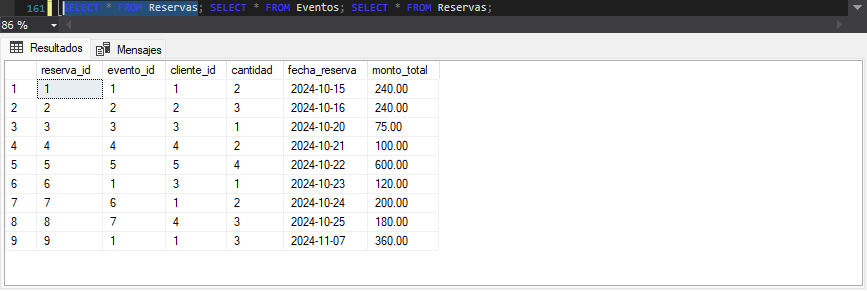 161 SELECT * FROM Reservas; SELECT * FROM Eventos; SELECT * FROM Reservas;
86 %
Resultados Mensajes
reserva_id evento_id cliente_id cantidad fecha_reserva monto_total
1 1 1 1 2 2024-10-15 240.00
2 2 2 2 3 2024-10-16 240.00
3 3 3 3 1 2024-10-20 75.00
4 4 4 4 2 2024-10-21 100.00
5 5 5 5 4 2024-10-22 600.00
6 6 1 3 1 2024-10-23 120.00
7 7 6 1 2 2024-10-24 200.00
8 8 7 4 3 2024-10-25 180.00
9 9 1 1 3 2024-11-07 360.00